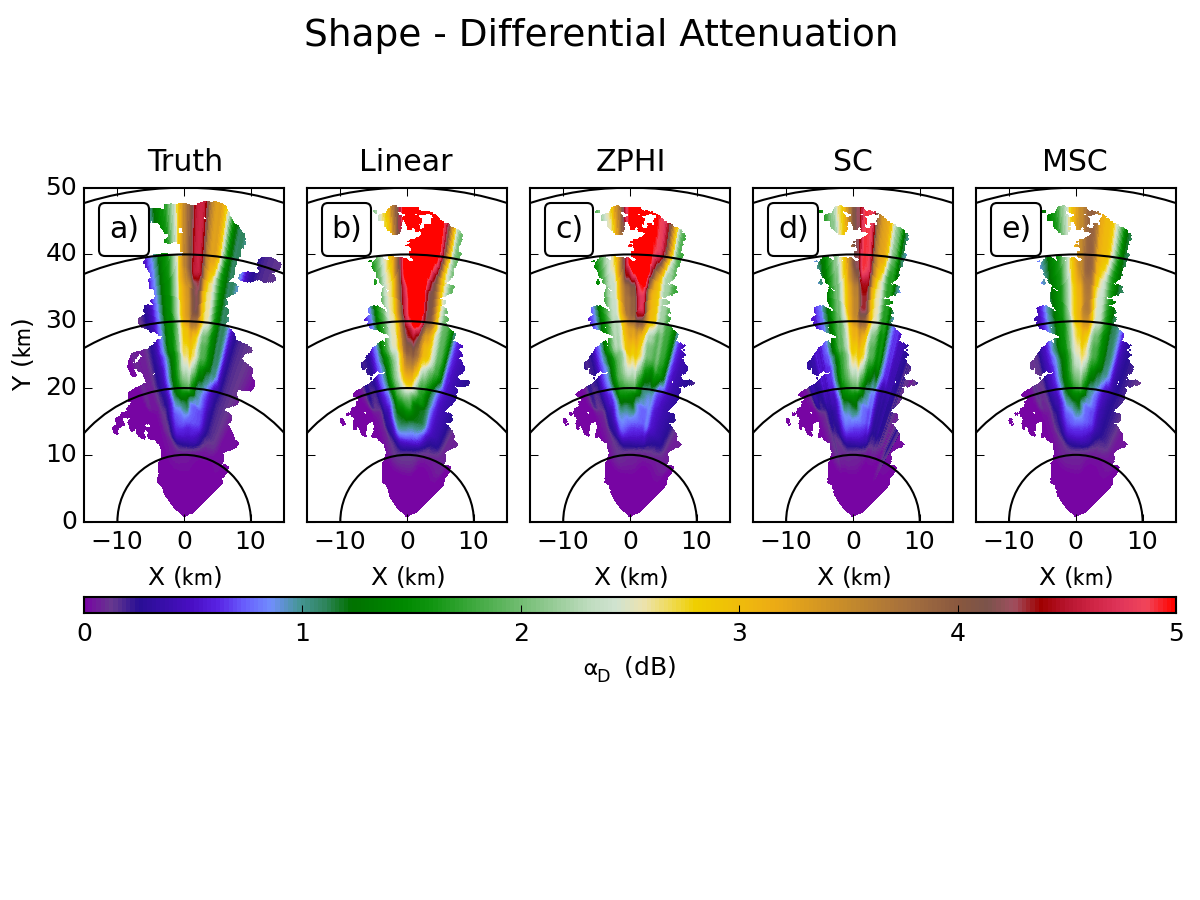 Shape - Differential Attenuation
Truth Linear ZPHI SC MSC
a) b) c) d) e)
50
40
30
20
10
0
Y (km)
−10 0 10 −10 0 10 −10 0 10 −10 0 10 −10 0 10
X (km) X (km) X (km) X (km) X (km)
0 1 2 3 4 5
αD (dB)